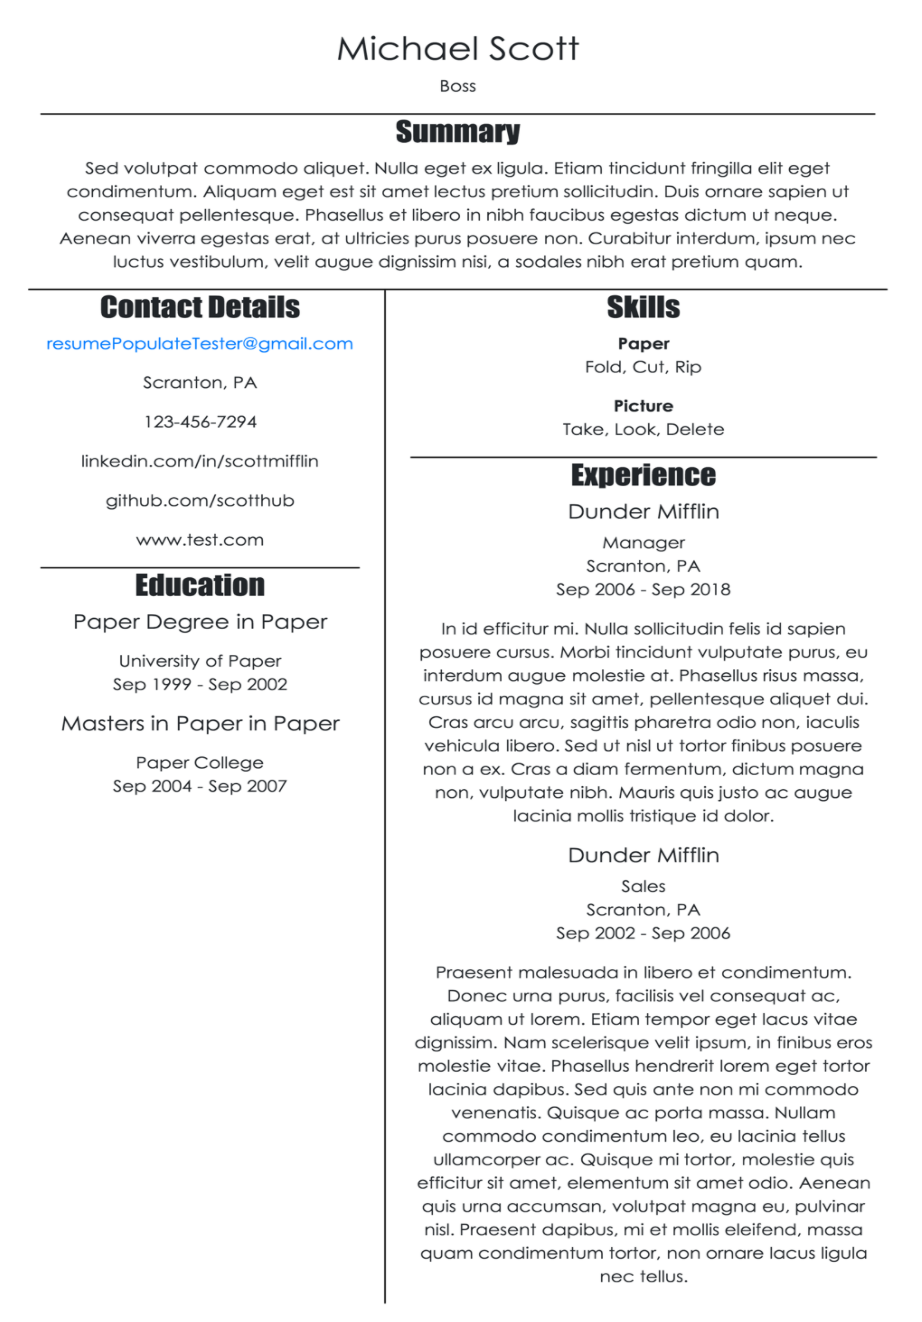 Michael Scott
Boss
Summary
Sed volutpat commodo aliquet. Nulla eget ex ligula. Etiam tincidunt fringilla elit eget
condimentum. Aliquam eget est sit amet lectus pretium sollicitudin. Duis ornare sapien ut
consequat pellentesque. Phasellus et libero in nibh faucibus egestas dictum ut neque.
Aenean viverra egestas erat, at ultricies purus posuere non. Curabitur interdum, ipsum nec
luctus vestibulum, velit augue dignissim nisi, a sodales nibh erat pretium quam.
Contact Details
resumePopulateTester@gmail.com
Scranton, PA
123-456-7294
linkedin.com/in/scottmifflin
github.com/scotthub
www.test.com
Education
Paper Degree in Paper
University of Paper
Sep 1999 - Sep 2002
Masters in Paper in Paper
Paper College
Sep 2004 - Sep 2007
Skills
Paper
Fold, Cut, Rip
Picture
Take, Look, Delete
Experience
Dunder Mifflin
Manager
Scranton, PA
Sep 2006 - Sep 2018
In id efficitur mi. Nulla sollicitudin felis id sapien
posuere cursus. Morbi tincidunt vulputate purus, eu
interdum augue molestie at. Phasellus risus massa,
cursus id magna sit amet, pellentesque aliquet dui.
Cras arcu arcu, sagittis pharetra odio non, iaculis
vehicula libero. Sed ut nisl ut tortor finibus posuere
non a ex. Cras a diam fermentum, dictum magna
non, vulputate nibh. Mauris quis justo ac augue
lacinia mollis tristique id dolor.
Dunder Mifflin
Sales
Scranton, PA
Sep 2002 - Sep 2006
Praesent malesuada in libero et condimentum.
Donec urna purus, facilisis vel consequat ac,
aliquam ut lorem. Etiam tempor eget lacus vitae
dignissim. Nam scelerisque velit ipsum, in finibus eros
molestie vitae. Phasellus hendrerit lorem eget tortor
lacinia dapibus. Sed quis ante non mi commodo
venenatis. Quisque ac porta massa. Nullam
commodo condimentum leo, eu lacinia tellus
ullamcorper ac. Quisque mi tortor, molestie quis
efficitur sit amet, elementum sit amet odio. Aenean
quis urna accumsan, volutpat magna eu, pulvinar
nisl. Praesent dapibus, mi et mollis eleifend, massa
quam condimentum tortor, non ornare lacus ligula
nec tellus.